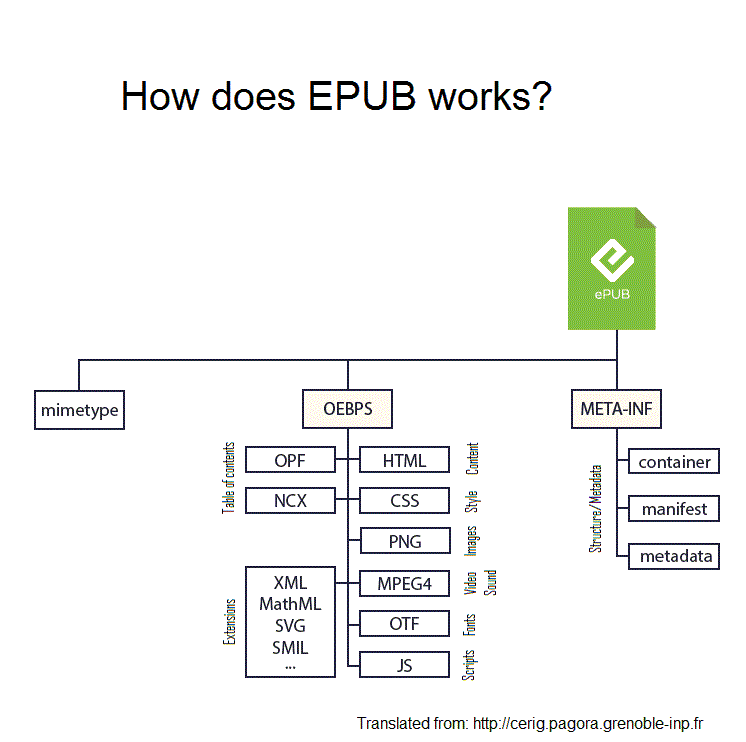 How does EPUB works?
ePUB
mimetype
OEBPS
META-INF
Table of contents
OPF
NCX
HTML
Content
CSS
Style
PNG
Images
MPEG4
Video
Sound
OTF
Fonts
JS
Scripts
Extensions
XML
MathML
SVG
SMIL
...
Structure/Metadata
container
manifest
metadata
Translated from: http://cerig.pagora.grenoble-inp.fr